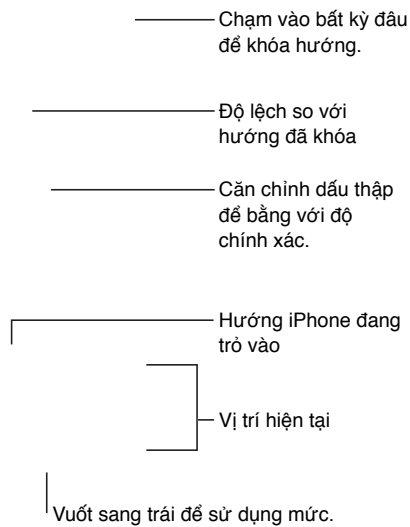 Chạm vào bất kỳ đâu
để khóa hướng.
Độ lệch so với
hướng đã khóa
Căn chỉnh dấu thập
để bằng với độ
chính xác.
Hướng iPhone đang
trỏ vào
Vị trí hiện tại
Vuốt sang trái để sử dụng mức.